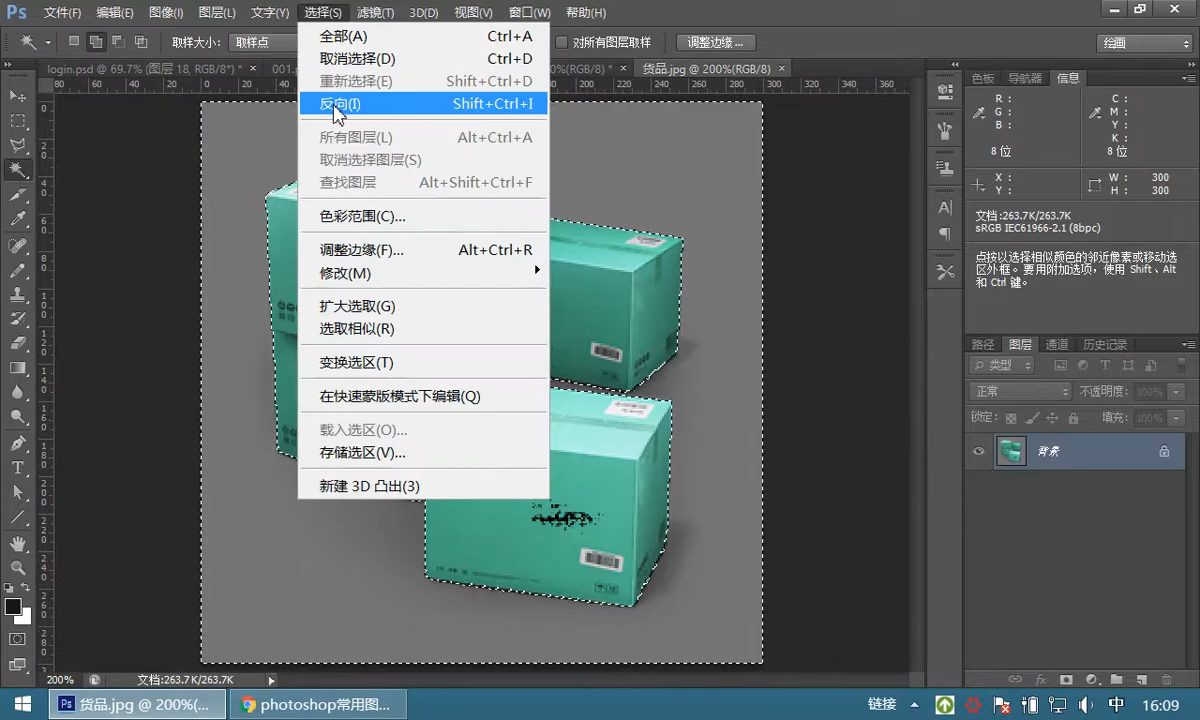 Ps 文件(F) 编辑(E) 图像(I) 图层(L) 文字(Y) 选择(S) 滤镜(T) 3D(D) 视图(V) 窗口(W) 帮助(H)
取样大小: 取样点 对所有图层取样 调整边缘... 绘画
login.psd @ 69.7% (图层 18, RGB/8*) * × 001. (RGB/8*) × 货品.jpg @ 200%(RGB/8) ×
全部(A) Ctrl+A
取消选择(D) Ctrl+D
重新选择(E) Shift+Ctrl+D
反向(I) Shift+Ctrl+I
所有图层(L) Alt+Ctrl+A
取消选择图层(S)
查找图层 Alt+Shift+Ctrl+F
色彩范围(C)...
调整边缘(F)... Alt+Ctrl+R
修改(M)
扩大选取(G)
选取相似(R)
变换选区(T)
在快速蒙版模式下编辑(Q)
载入选区(O)...
存储选区(V)...
新建 3D 凸出(3)
色板 导航器 信息
R: C:
G: M:
B: Y:
K:
8位 8位
X: W: 300
Y: H: 300
文档:263.7K/263.7K
sRGB IEC61966-2.1 (8bpc)
点按以选择相似颜色的邻近像素或移动选
区外框。要用附加选项，使用 Shift、Alt
和 Ctrl 键。
路径 图层 通道 历史记录
类型
正常 不透明度: 100%
锁定: 填充: 100%
背景
200% 文档:263.7K/263.7K
货品.jpg @ 200%(... photoshop常用图... 链接 中 16:09